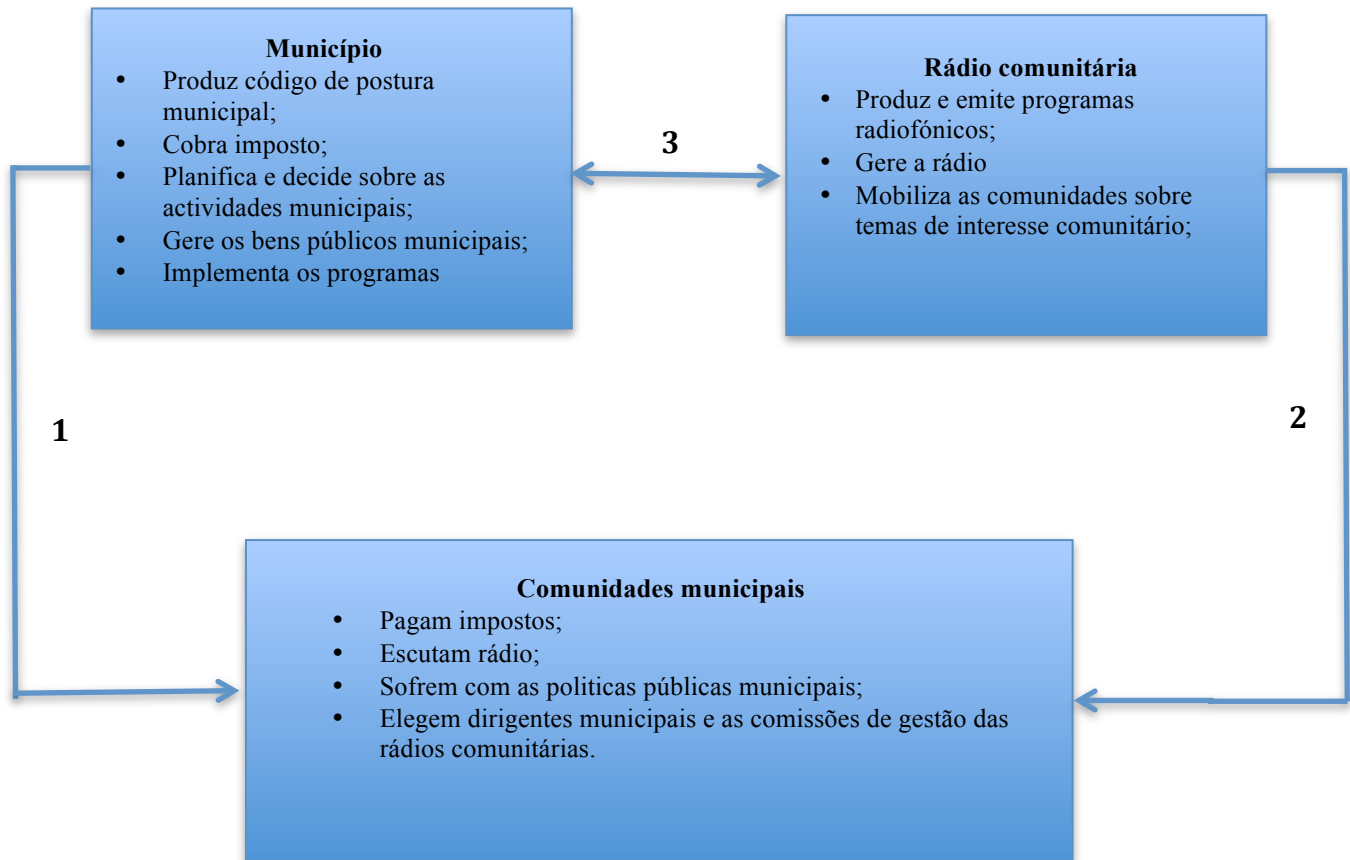 Município
• Produz código de postura
municipal;
• Cobra imposto;
• Planifica e decide sobre as
actividades municipais;
• Gere os bens públicos municipais;
• Implementa os programas
3
Rádio comunitária
• Produz e emite programas
radiofónicos;
• Gere a rádio
• Mobiliza as comunidades sobre
temas de interesse comunitário;
1
2
Comunidades municipais
• Pagam impostos;
• Escutam rádio;
• Sofrem com as politicas públicas municipais;
• Elegem dirigentes municipais e as comissões de gestão das
rádios comunitárias.